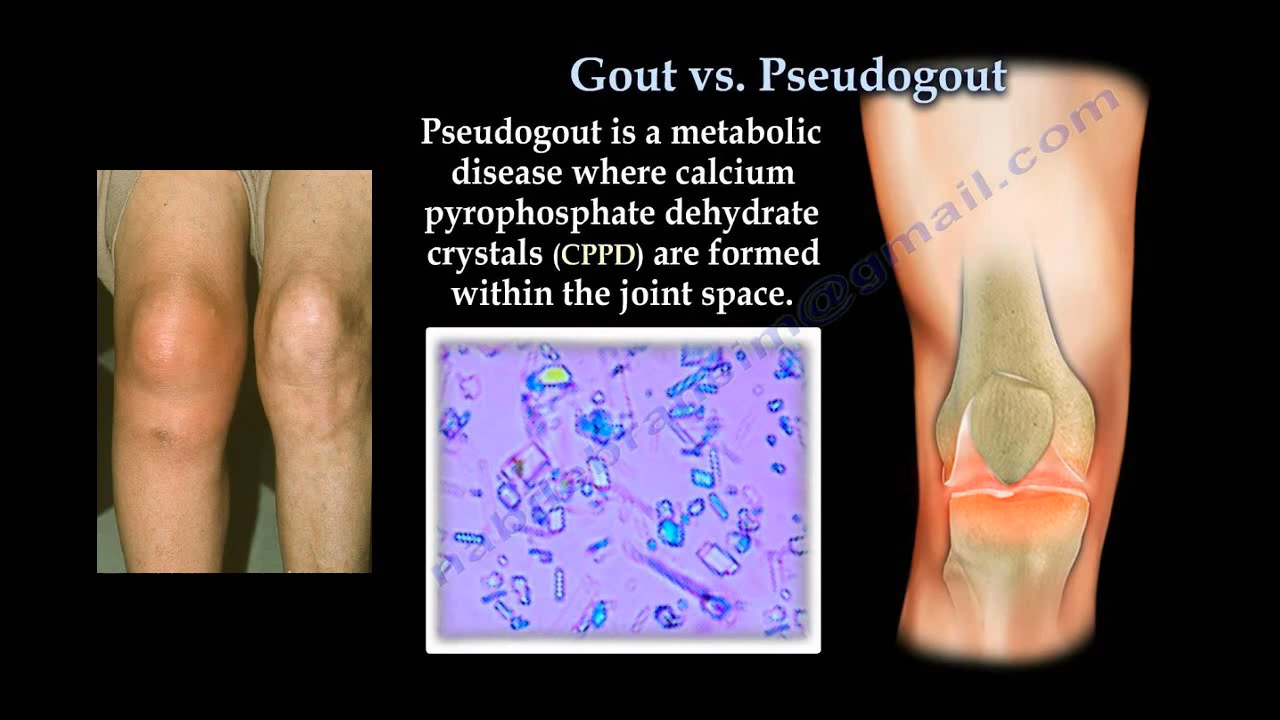 Gout vs. Pseudogout
Pseudogout is a metabolic
disease where calcium
pyrophosphate dehydrate
crystals (CPPD) are formed
within the joint space.